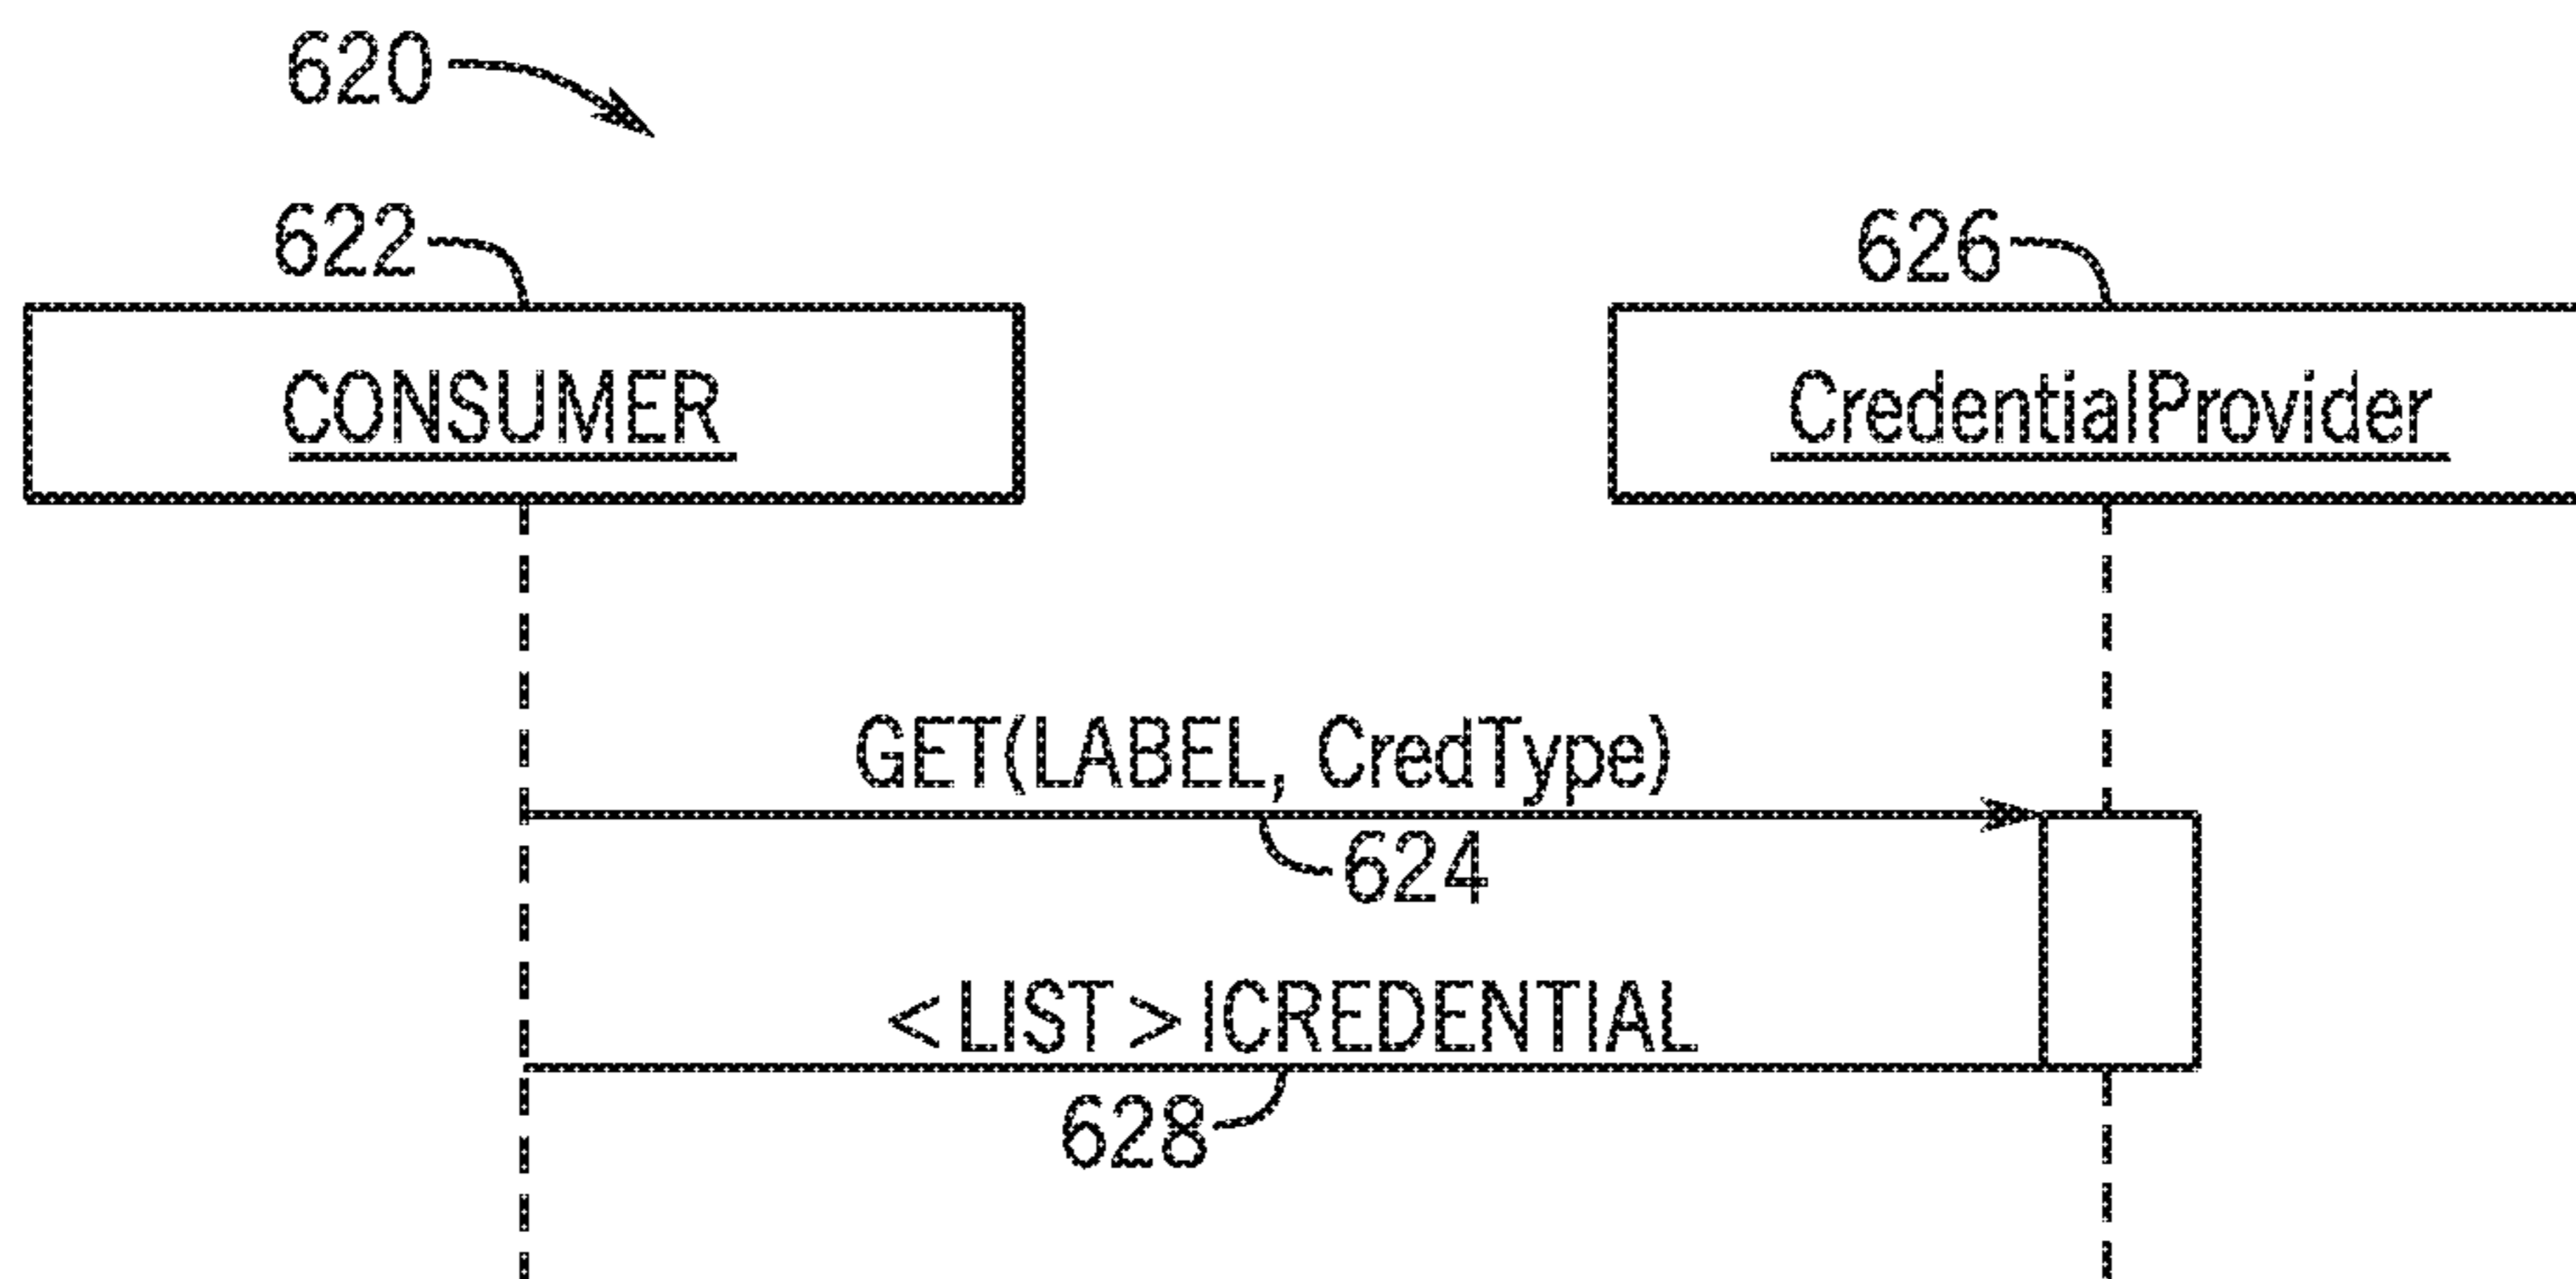 620
622
626
CONSUMER
CredentialProvider
GET(LABEL, CredType)
624
<LIST>ICREDENTIAL
628